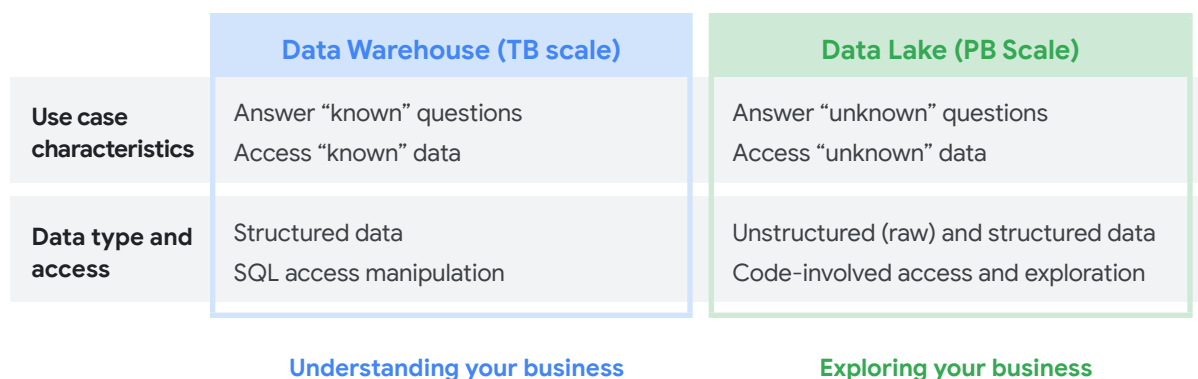 Data Warehouse (TB scale)
Data Lake (PB Scale)
Use case
characteristics
Answer “known” questions
Access “known” data
Answer “unknown” questions
Access “unknown” data
Data type and
access
Structured data
SQL access manipulation
Unstructured (raw) and structured data
Code-involved access and exploration
Understanding your business
Exploring your business